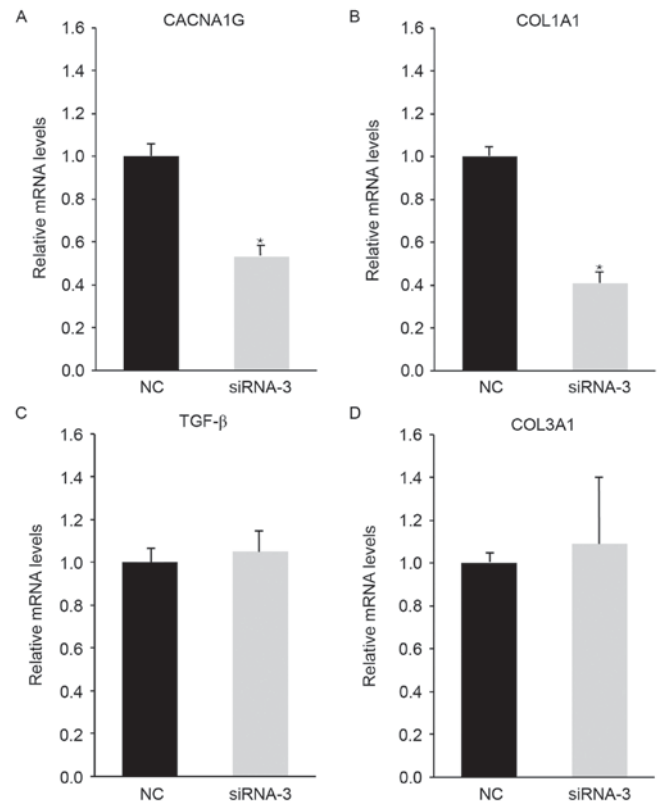 A
CACNA1G
Relative mRNA levels
1.6
1.4
1.2
1.0
0.8
0.6
0.4
0.2
0.0
*
NC siRNA-3
B
COL1A1
Relative mRNA levels
1.6
1.4
1.2
1.0
0.8
0.6
0.4
0.2
0.0
*
NC siRNA-3
C
TGF-β
Relative mRNA levels
1.6
1.4
1.2
1.0
0.8
0.6
0.4
0.2
0.0
NC siRNA-3
D
COL3A1
Relative mRNA levels
1.6
1.4
1.2
1.0
0.8
0.6
0.4
0.2
0.0
NC siRNA-3